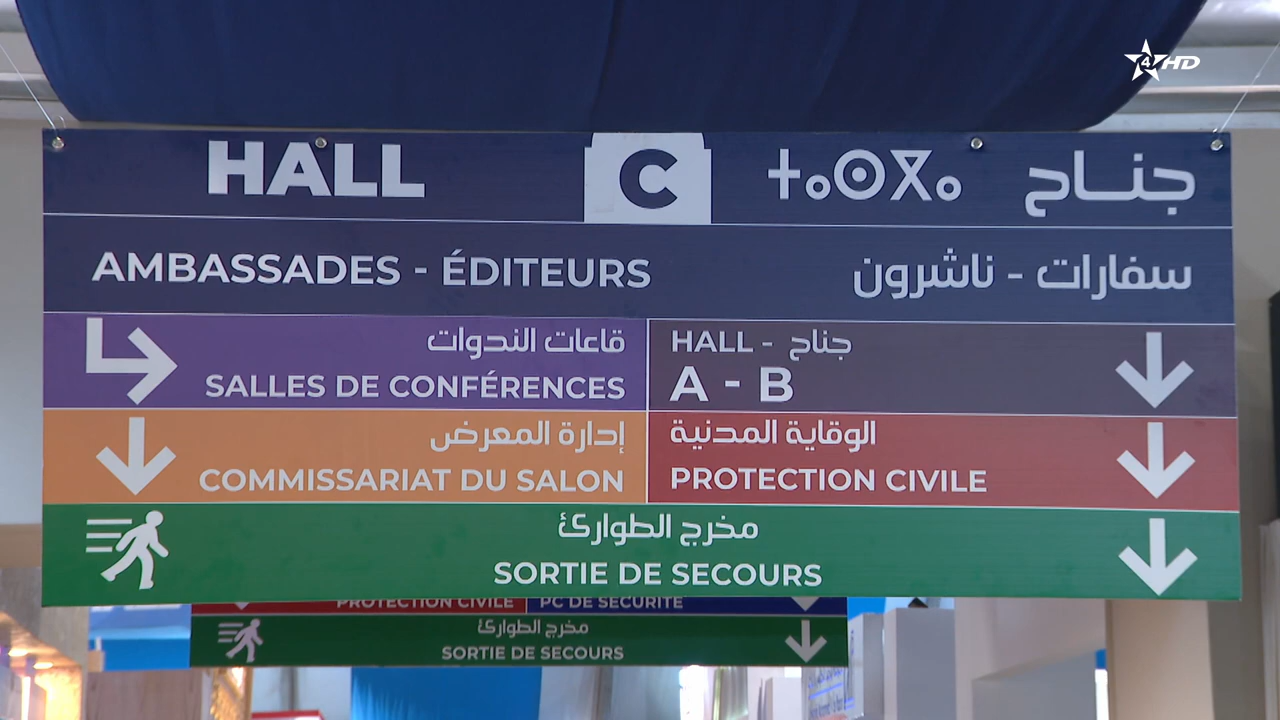 4 HD
HALL C ⵜⴰⵙⴳⴰ جناح
AMBASSADES - ÉDITEURS سفارات - ناشرون
قاعات الندوات
SALLES DE CONFÉRENCES
HALL - جناح
A - B
إدارة المعرض
COMMISSARIAT DU SALON
الوقاية المدنية
PROTECTION CIVILE
مخرج الطوارئ
SORTIE DE SECOURS
PROTECTION CIVILE PC DE SÉCURITÉ
مخرج الطوارئ
SORTIE DE SECOURS